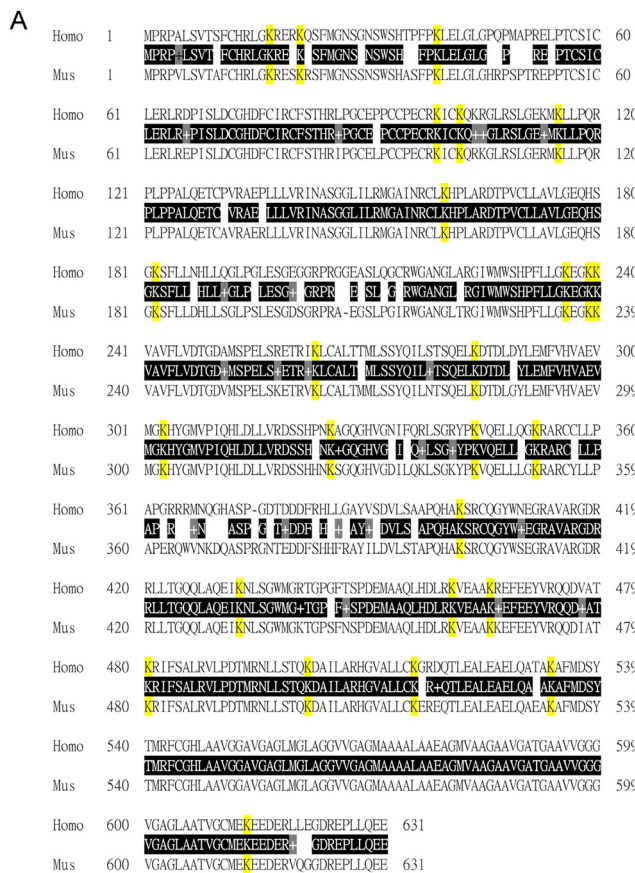 A
Homo 1 MPRPALSVTSFCHRLGKRERKQSFMGNSGNSWSHTPFPKLELGLGPQPMAPRELPTCSIC 60
MPRP+LSVT FCHRLGKRE K SFMGNS NSWSH FPKLELGLG P RE PTCSIC
Mus 1 MPRPVLSVTAFCHRLGKRESKRSFMGNSSNSWSHASFPKLELGLGHRPSPTREPPTCSIC 60
Homo 61 LERLRDPISLDCGHDFCIRCFSTHRLPGCEPPCCPECRKICKQKRGLRSLGEKMKLLPQR 120
LERLR+PISLDCGHDFCIRCFSTHR+PGCE PCCPECRKICKQ++GLRSLGE+MKLLPQR
Mus 61 LERLREPISLDCGHDFCIRCFSTHRIPGCELPCCPECRKICKQRKGLRSLGERMKLLPQR 120
Homo 121 PLPPALQETCPVRAEPLLLVRINASGGLILRMGAINRCLKHPLARDTPVCLLAVLGEQHS 180
PLPPALQETC VRAE LLLVRINASGGLILRMGAINRCLKHPLARDTPVCLLAVLGEQHS
Mus 121 PLPPALQETCAVRAERLLLVRINASGGLILRMGAINRCLKHPLARDTPVCLLAVLGEQHS 180
Homo 181 GKSFLLNHLLQGLPGLESGEGGRPRGGEASLQGCRWGANGLARGIWMWSHPFLLGKEGKK 240
GKSFLL HLL+GLP LESG+ GRPR E SL G RWGANGL RGIWMWSHPFLLGKEGKK
Mus 181 GKSFLLDHLLSGLPSLESGDSGRPRA-EGSLPGIRWGANGLTRGIWMWSHPFLLGKEGKK 239
Homo 241 VAVFLVDTGDAMSPELSRETRIKLCALTTMLSSYQILSTSQELKDTDLDYLEMFVHVAEV 300
VAVFLVDTGD+MSPELS+ETR+KLCALT MLSSYQIL+TSQELKDTDL YLEMFVHVAEV
Mus 240 VAVFLVDTGDVMSPELSKETRVKLCALTMMLSSYQILNTSQELKDTDLGYLEMFVHVAEV 299
Homo 301 MGKHYGMVPIQHLDLLVRDSSHPNKAGQGHVGNIFQRLSGRYPKVQELLQGKRARCCLLP 360
MGKHYGMVPIQHLDLLVRDSSH NK+GQGHVG I Q+LSG+YPKVQELL GKRARC LLP
Mus 300 MGKHYGMVPIQHLDLLVRDSSHHNKSGQGHVGDILQKLSGKYPKVQELLLGKRARCYLLP 359
Homo 361 APGRRRMNQGHASP-GDTDDDFRHLLGAYVSDVLSAAPQHAKSRCQGYWNEGRAVARGDR 419
AP R +N ASP G T+DDF H + AY+ DVLS APQHAKSRCQGYW+EGRAVARGDR
Mus 360 APERQWVNKDQASPRGNTEDDFSHHFRAYILDVLSTAPQHAKSRCQGYWSEGRAVARGDR 419
Homo 420 RLLTGQQLAQEIKNLSGWMGRTGPGFTSPDEMAAQLHDLRKVEAAKREFEEYVRQQDVAT 479
RLLTGQQLAQEIKNLSGWMG+TGP F+SPDEMAAQLHDLRKVEAAK+EFEEYVRQQD+AT
Mus 420 RLLTGQQLAQEIKNLSGWMGKTGPSFNSPDEMAAQLHDLRKVEAAKKEFEEYVRQQDIAT 479
Homo 480 KRIFSALRVLPDTMRNLLSTQKDAILARHGVALLCKGRDQTLEALEAELQATAKAFMDSY 539
KRIFSALRVLPDTMRNLLSTQKDAILARHGVALLCK R+QTLEALEAELQA AKAFMDSY
Mus 480 KRIFSALRVLPDTMRNLLSTQKDAILARHGVALLCKEREQTLEALEAELQAEAKAFMDSY 539
Homo 540 TMRFCGHLAAVGGAVGAGLMGLAGGVVGAGMAAAALAAEAGMVAAGAAVGATGAAVVGGG 599
TMRFCGHLAAVGGAVGAGLMGLAGGVVGAGMAAAALAAEAGMVAAGAAVGATGAAVVGGG
Mus 540 TMRFCGHLAAVGGAVGAGLMGLAGGVVGAGMAAAALAAEAGMVAAGAAVGATGAAVVGGG 599
Homo 600 VGAGLAATVGCMEKEEDERLLEGDREPLLQEE 631
VGAGLAATVGCMEKEEDER+ GDREPLLQEE
Mus 600 VGAGLAATVGCMEKEEDERVQGGDREPLLQEE 631